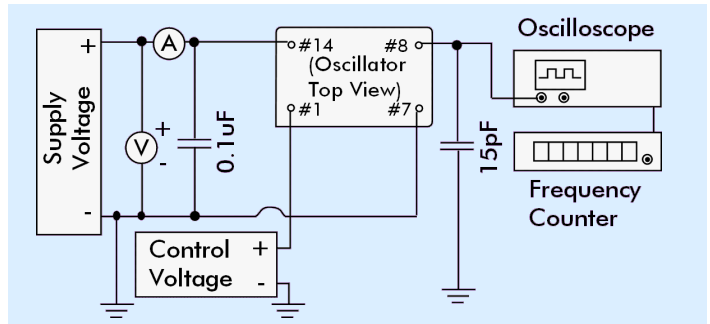 Oscilloscope
+
A
#14
#8
(Oscillator
Top View)
#1
#7
Supply
Voltage
V
+
-
0.1uF
15pF
-
Frequency
Counter
Control
Voltage
+
-